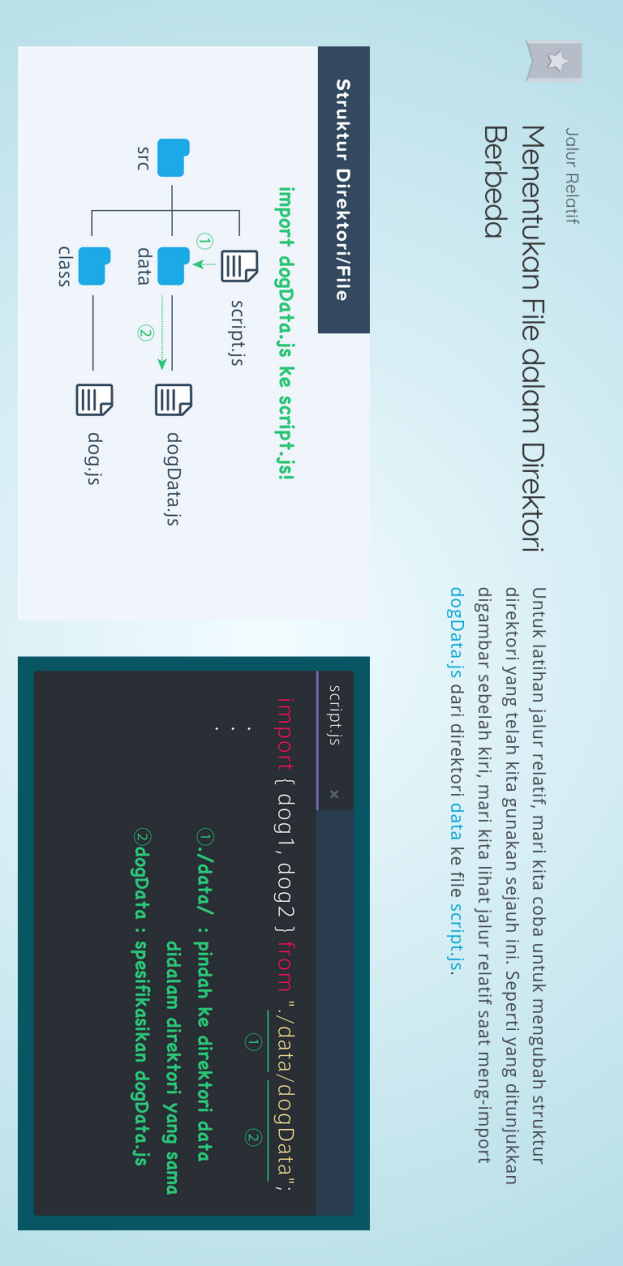 Jalur Relatif
Menentukan File dalam Direktori
Berbeda
Untuk latihan jalur relatif, mari kita coba untuk mengubah struktur
direktori yang telah kita gunakan sejauh ini. Seperti yang ditunjukkan
digambar sebelah kiri, mari kita lihat jalur relatif saat meng-import
dogData.js dari direktori data ke file script.js.
Struktur Direktori/File
import dogData.js ke script.js!
script.js
①
src
data
②
dogData.js
class
dog.js
script.js ×
import { dog1, dog2 } from "./data/dogData";
① ②
.
.
.
①./data/ : pindah ke direktori data
didalam direktori yang sama
②dogData : spesifikasikan dogData.js